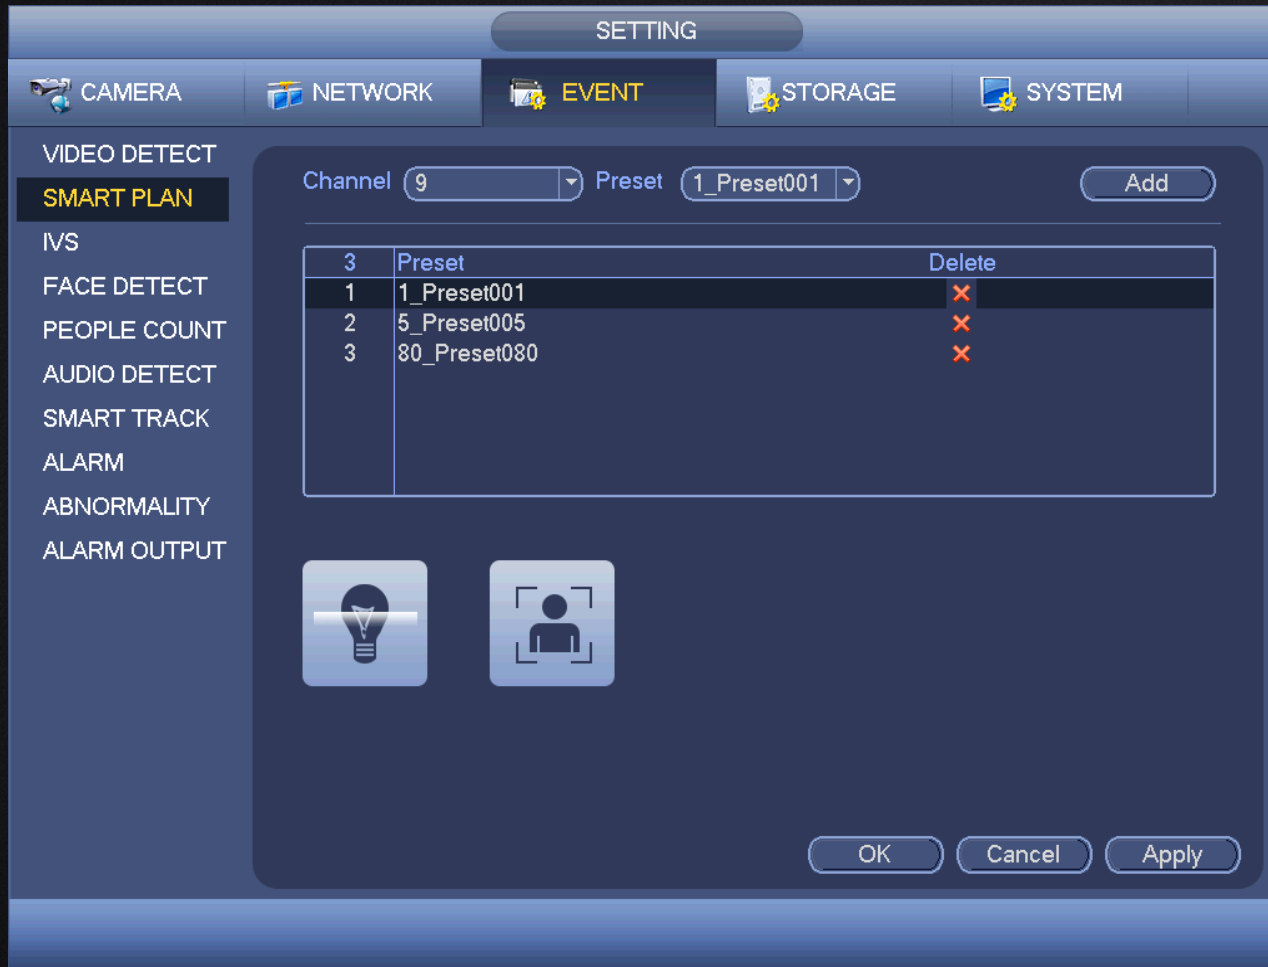 SETTING
CAMERA NETWORK EVENT STORAGE SYSTEM
VIDEO DETECT
SMART PLAN
IVS
FACE DETECT
PEOPLE COUNT
AUDIO DETECT
SMART TRACK
ALARM
ABNORMALITY
ALARM OUTPUT
Channel 9 Preset 1_Preset001 Add
3 Preset Delete
1 1_Preset001
2 5_Preset005
3 80_Preset080
OK Cancel Apply